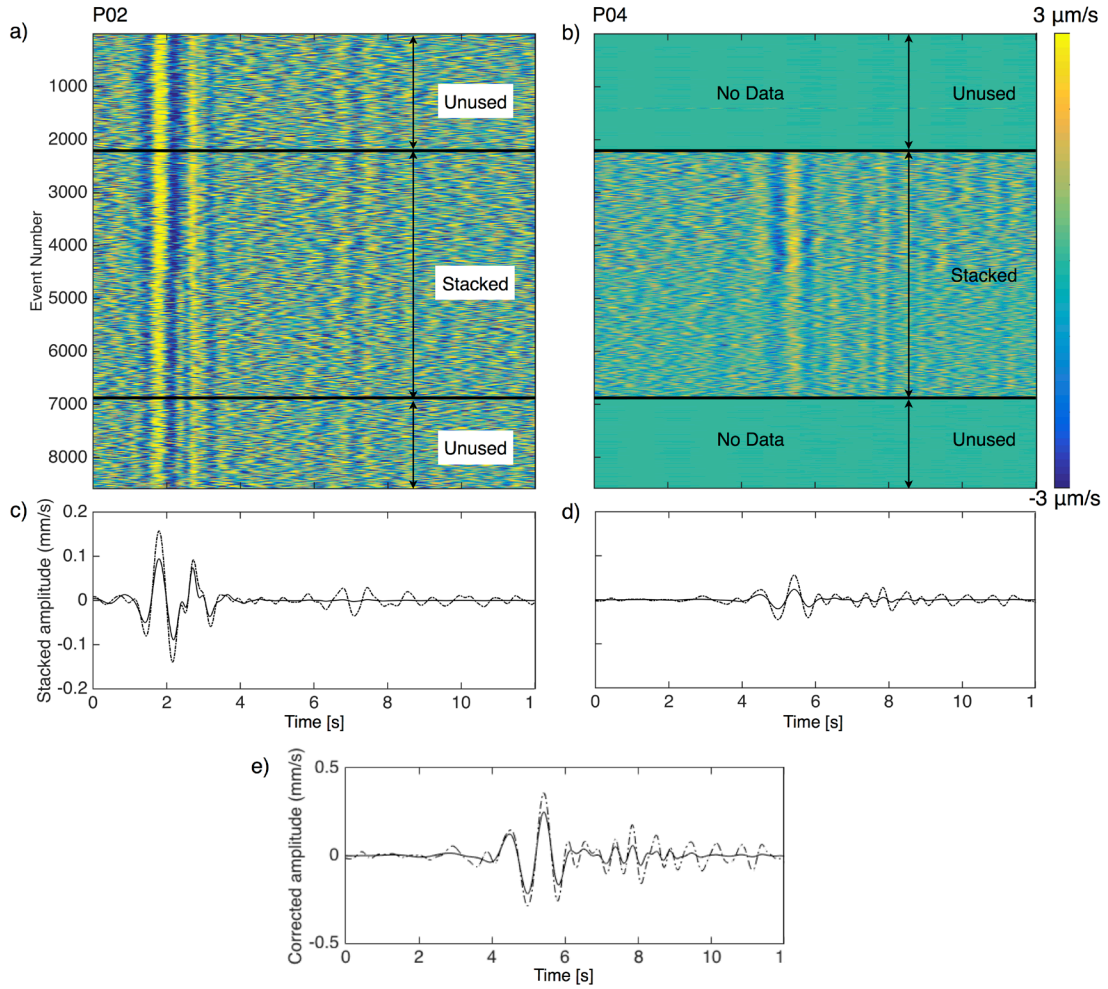 P02
P04
3 µm/s
a)
b)
1000
2000
3000
4000
5000
6000
7000
8000
Event Number
Unused
Stacked
Unused
No Data
Unused
Stacked
No Data
Unused
-3 µm/s
c)
0.2
0.1
0
-0.1
-0.2
Stacked amplitude (mm/s)
0 2 4 6 8 10 1
Time [s]
d)
0 2 4 6 8 10 1
Time [s]
e)
0.5
0
-0.5
Corrected amplitude (mm/s)
0 2 4 6 8 10 1
Time [s]